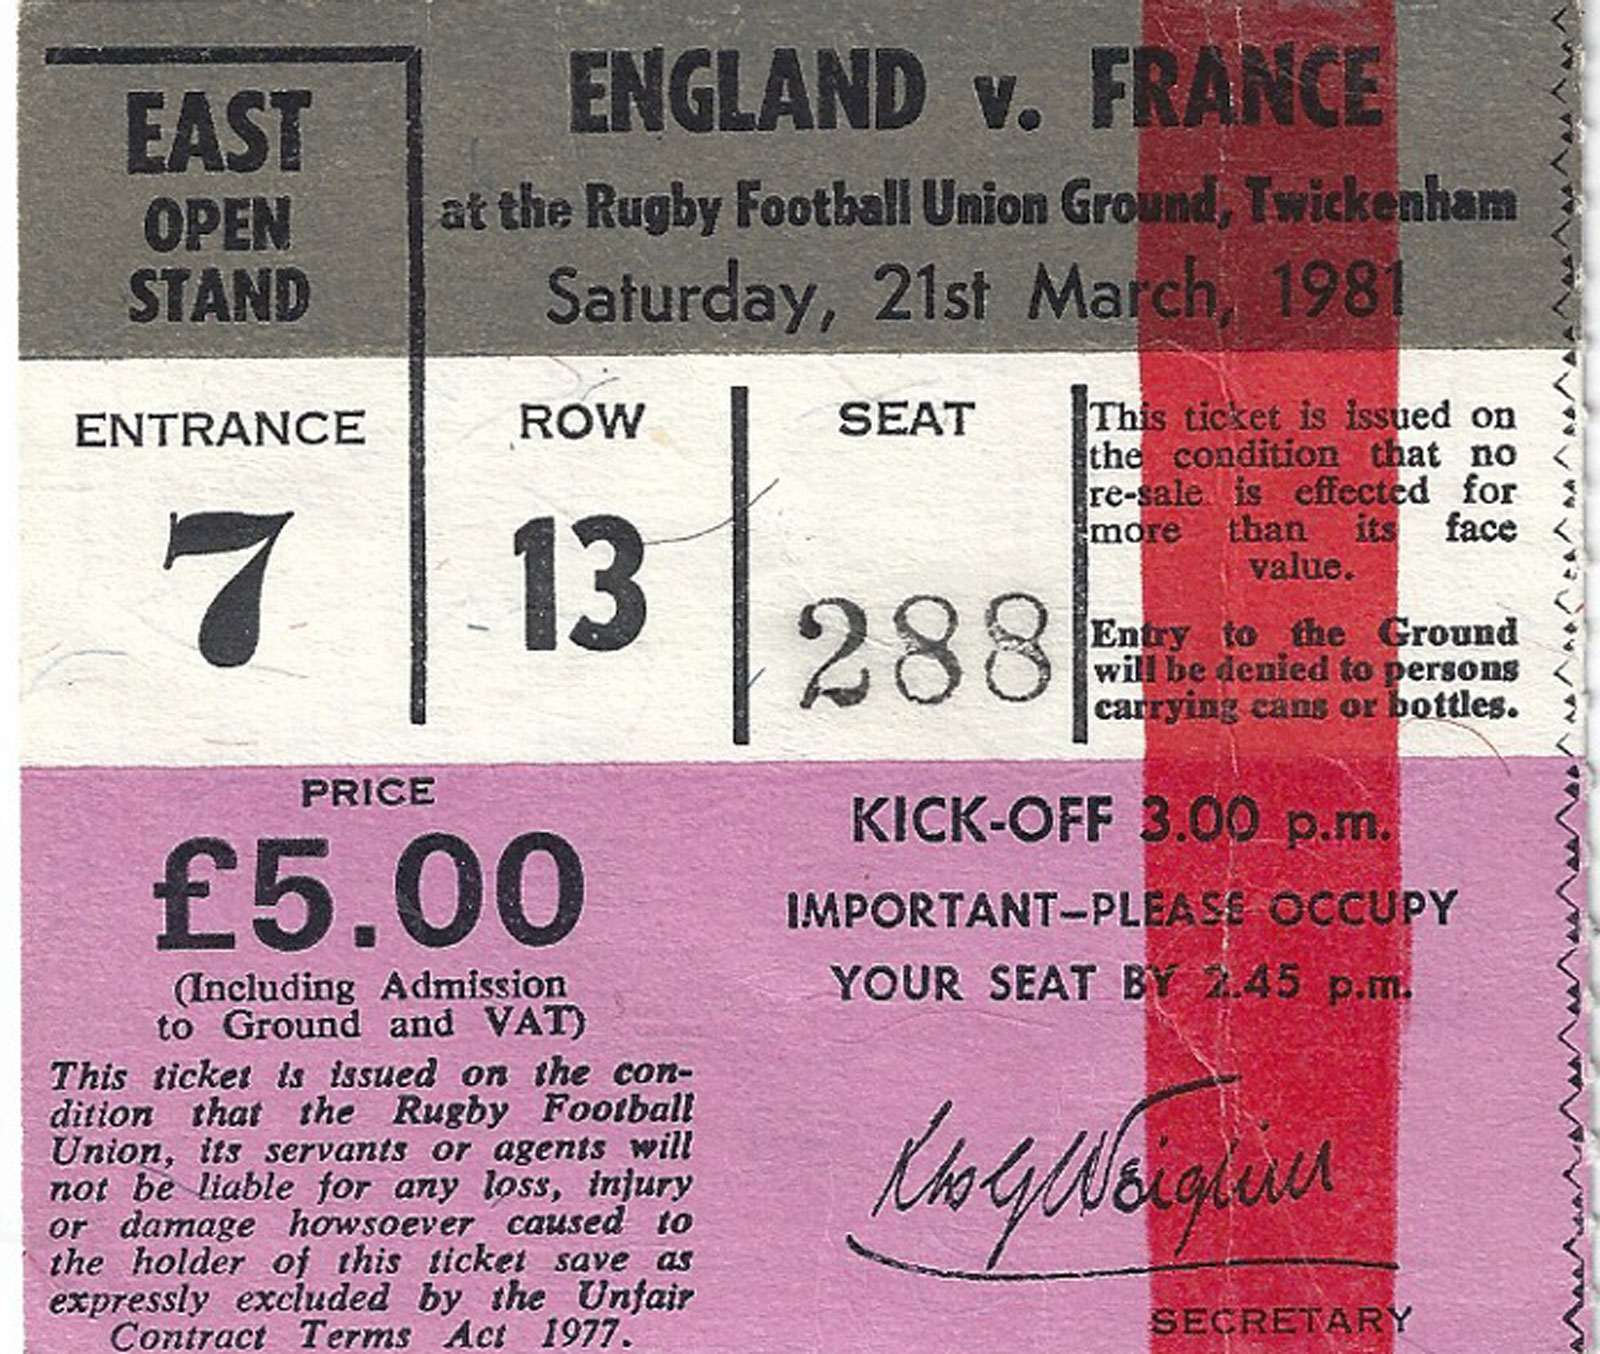 EAST
OPEN
STAND
ENGLAND v. FRANCE
at the Rugby Football Union Ground, Twickenham
Saturday, 21st March, 1981
ENTRANCE
7
ROW
13
SEAT
288
This ticket is issued on
the condition that no
re-sale is effected for
more than its face
value.
Entry to the Ground
will be denied to persons
carrying cans or bottles.
PRICE
£5.00
(Including Admission
to Ground and VAT)
This ticket is issued on the con-
dition that the Rugby Football
Union, its servants or agents will
not be liable for any loss, injury
or damage howsoever caused to
the holder of this ticket save as
expressly excluded by the Unfair
Contract Terms Act 1977.
KICK-OFF 3.00 p.m.
IMPORTANT–PLEASE OCCUPY
YOUR SEAT BY 2.45 p.m.
SECRETARY